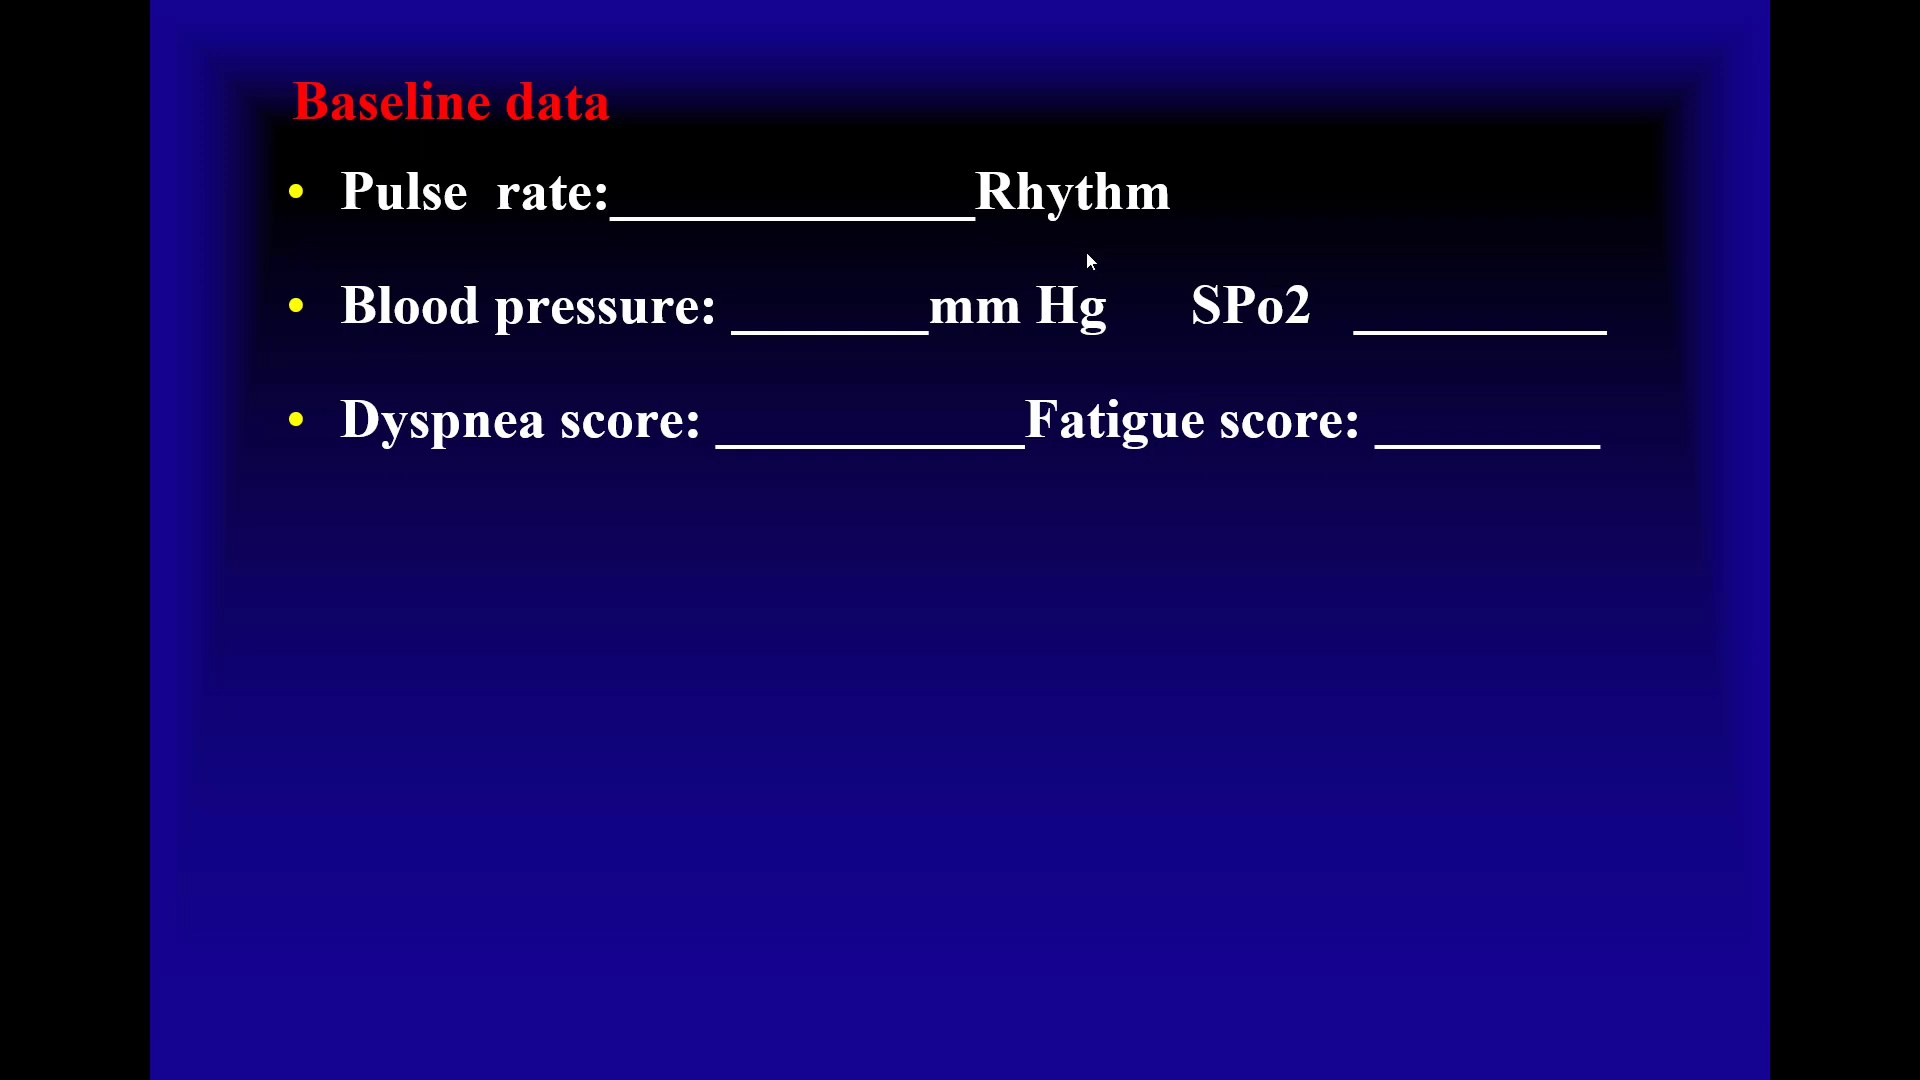 Baseline data
• Pulse  rate:_____________Rhythm
• Blood pressure: _______mm Hg      SPo2   _________
• Dyspnea score: ___________Fatigue score: ________